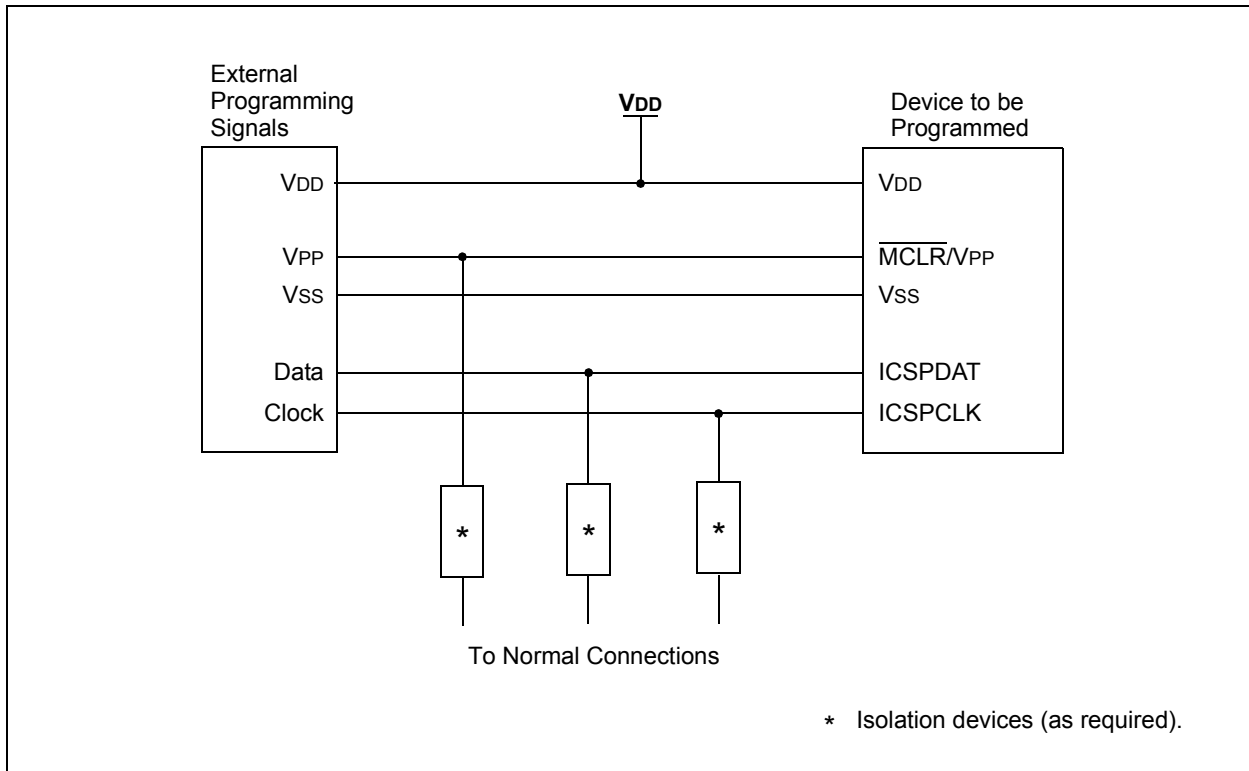 External
Programming
Signals
VDD
Device to be
Programmed
VDD
VDD
VPP
MCLR/VPP
VSS
VSS
Data
ICSPDAT
Clock
ICSPCLK
*
*
*
To Normal Connections
* Isolation devices (as required).